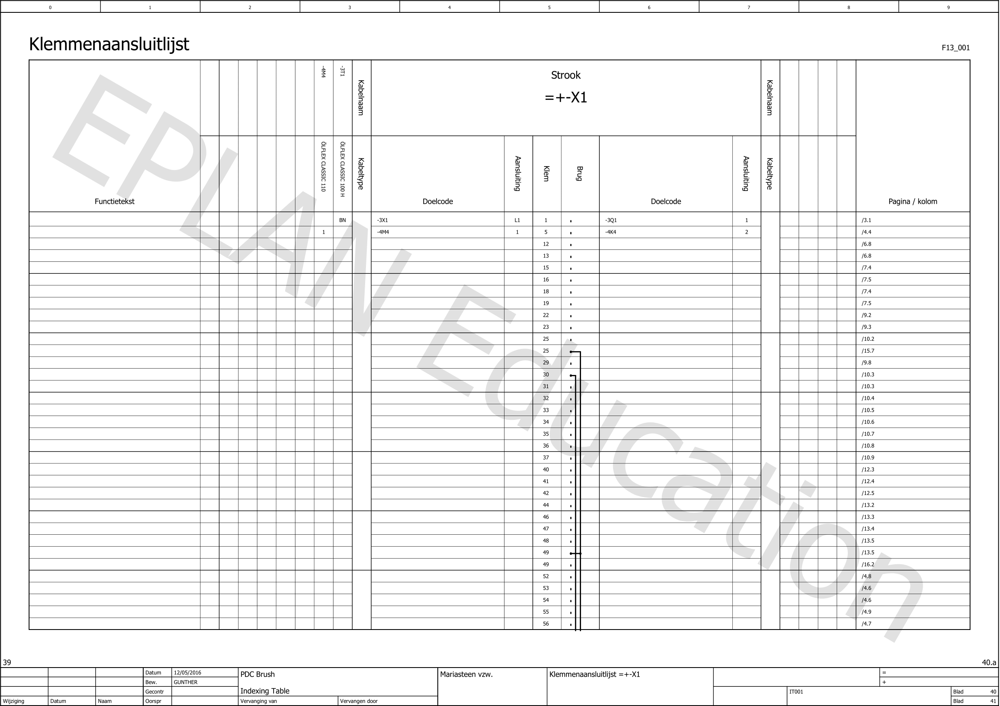 0 1 2 3 4 5 6 7 8 9
Klemmenaansluitlijst
F13_001
-4M4 -3T1 Kabelnaam
Strook
=+-X1
Kabelnaam
ÖLFLEX CLASSIC 110 ÖLFLEX CLASSIC 100 H Kabeltype
Functietekst Doelcode Aansluiting Klem Brug Doelcode Aansluiting Kabeltype Pagina / kolom
BN -3X1 L1 1 -3Q1 1 /3.1
1 -4M4 1 5 -4K4 2 /4.4
12 /6.8
13 /6.8
15 /7.4
16 /7.5
18 /7.4
19 /7.5
22 /9.2
23 /9.3
25 /10.2
25 /15.7
29 /9.8
30 /10.3
31 /10.3
32 /10.4
33 /10.5
34 /10.6
35 /10.7
36 /10.8
37 /10.9
40 /12.3
41 /12.4
42 /12.5
44 /13.2
46 /13.3
47 /13.4
48 /13.5
49 /13.5
49 /16.2
52 /4.8
53 /4.6
54 /4.6
55 /4.9
56 /4.7
EPLAN Education
39 40.a
Datum 12/05/2016 PDC Brush Mariasteen vzw. Klemmenaansluitlijst =+-X1 =
Bew. GUNTHER +
Gecontr Indexing Table IT001 Blad 40
Wijziging Datum Naam Oorspr Vervanging van Vervangen door Blad 41